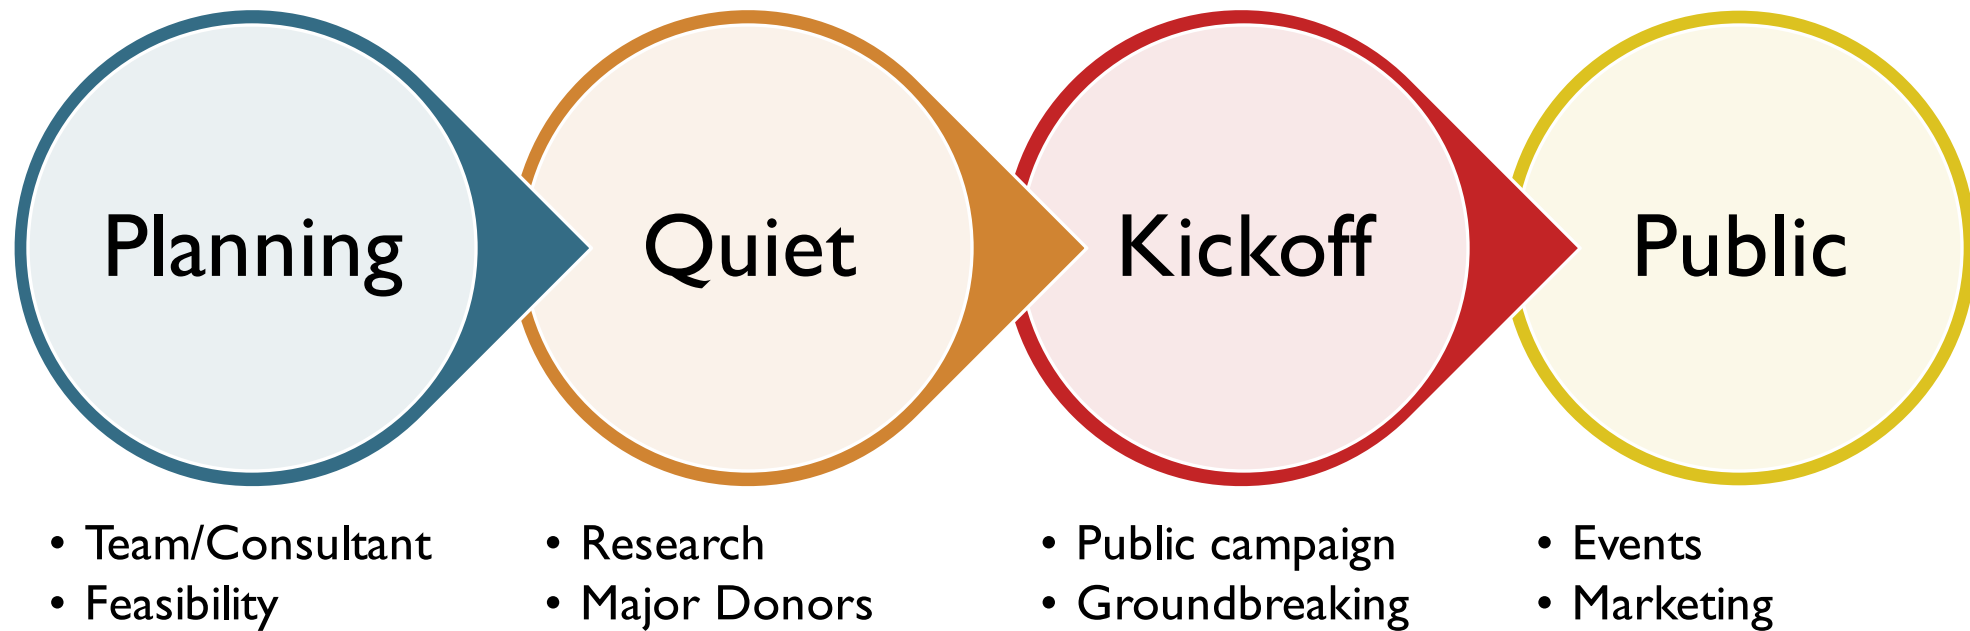 Planning
Quiet
Kickoff
Public
• Team/Consultant
• Feasibility
• Research
• Major Donors
• Public campaign
• Groundbreaking
• Events
• Marketing